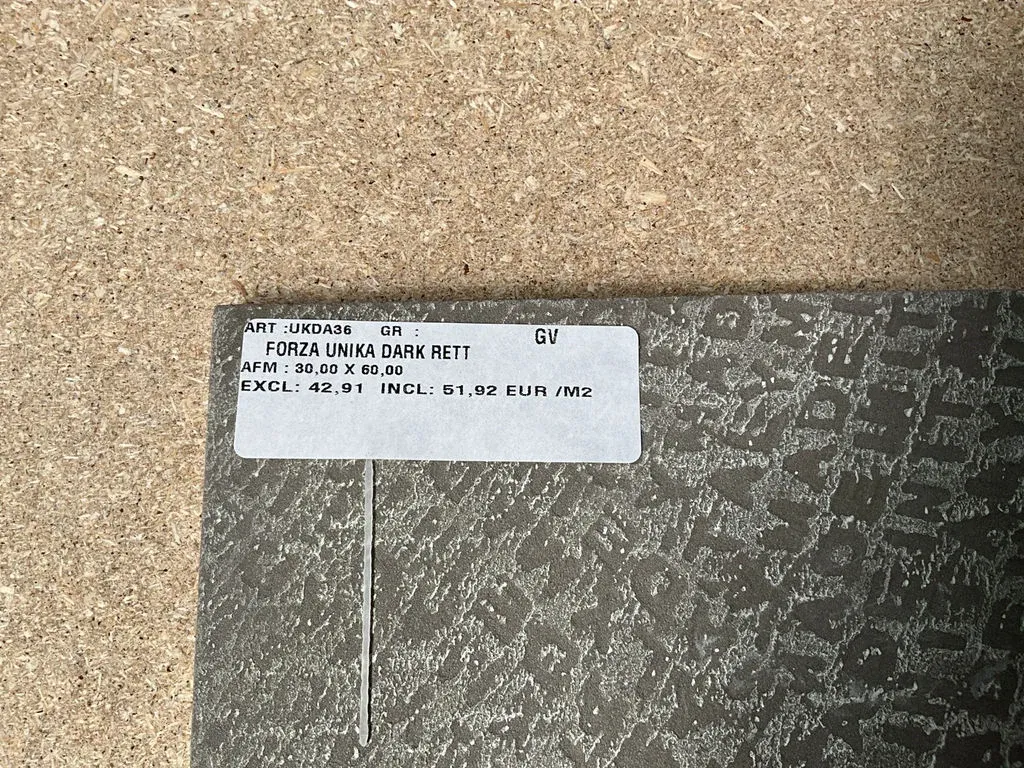 ART :UKDA36 GR : GV
FORZA UNIKA DARK RETT
AFM : 30,00 X 60,00
EXCL: 42,91 INCL: 51,92 EUR /M2